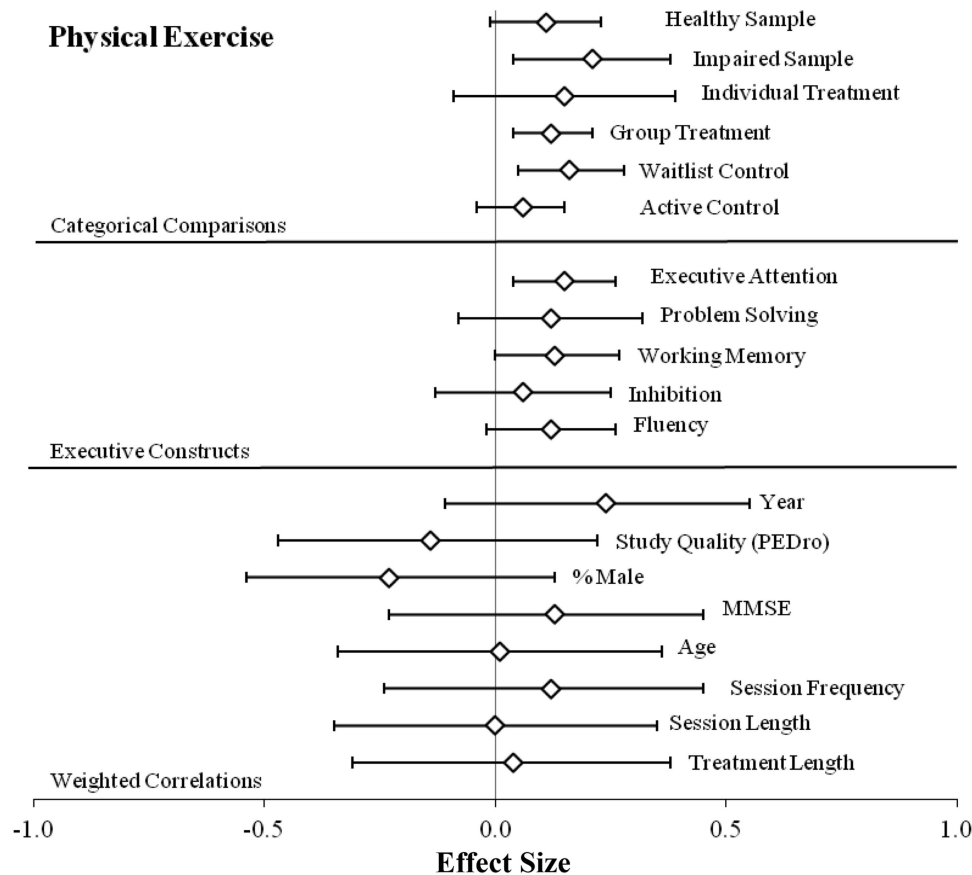 Physical Exercise
Healthy Sample
Impaired Sample
Individual Treatment
Group Treatment
Waitlist Control
Active Control
Categorical Comparisons
Executive Attention
Problem Solving
Working Memory
Inhibition
Fluency
Executive Constructs
Year
Study Quality (PEDro)
% Male
MMSE
Age
Session Frequency
Session Length
Treatment Length
Weighted Correlations
-1.0 -0.5 0.0 0.5 1.0
Effect Size